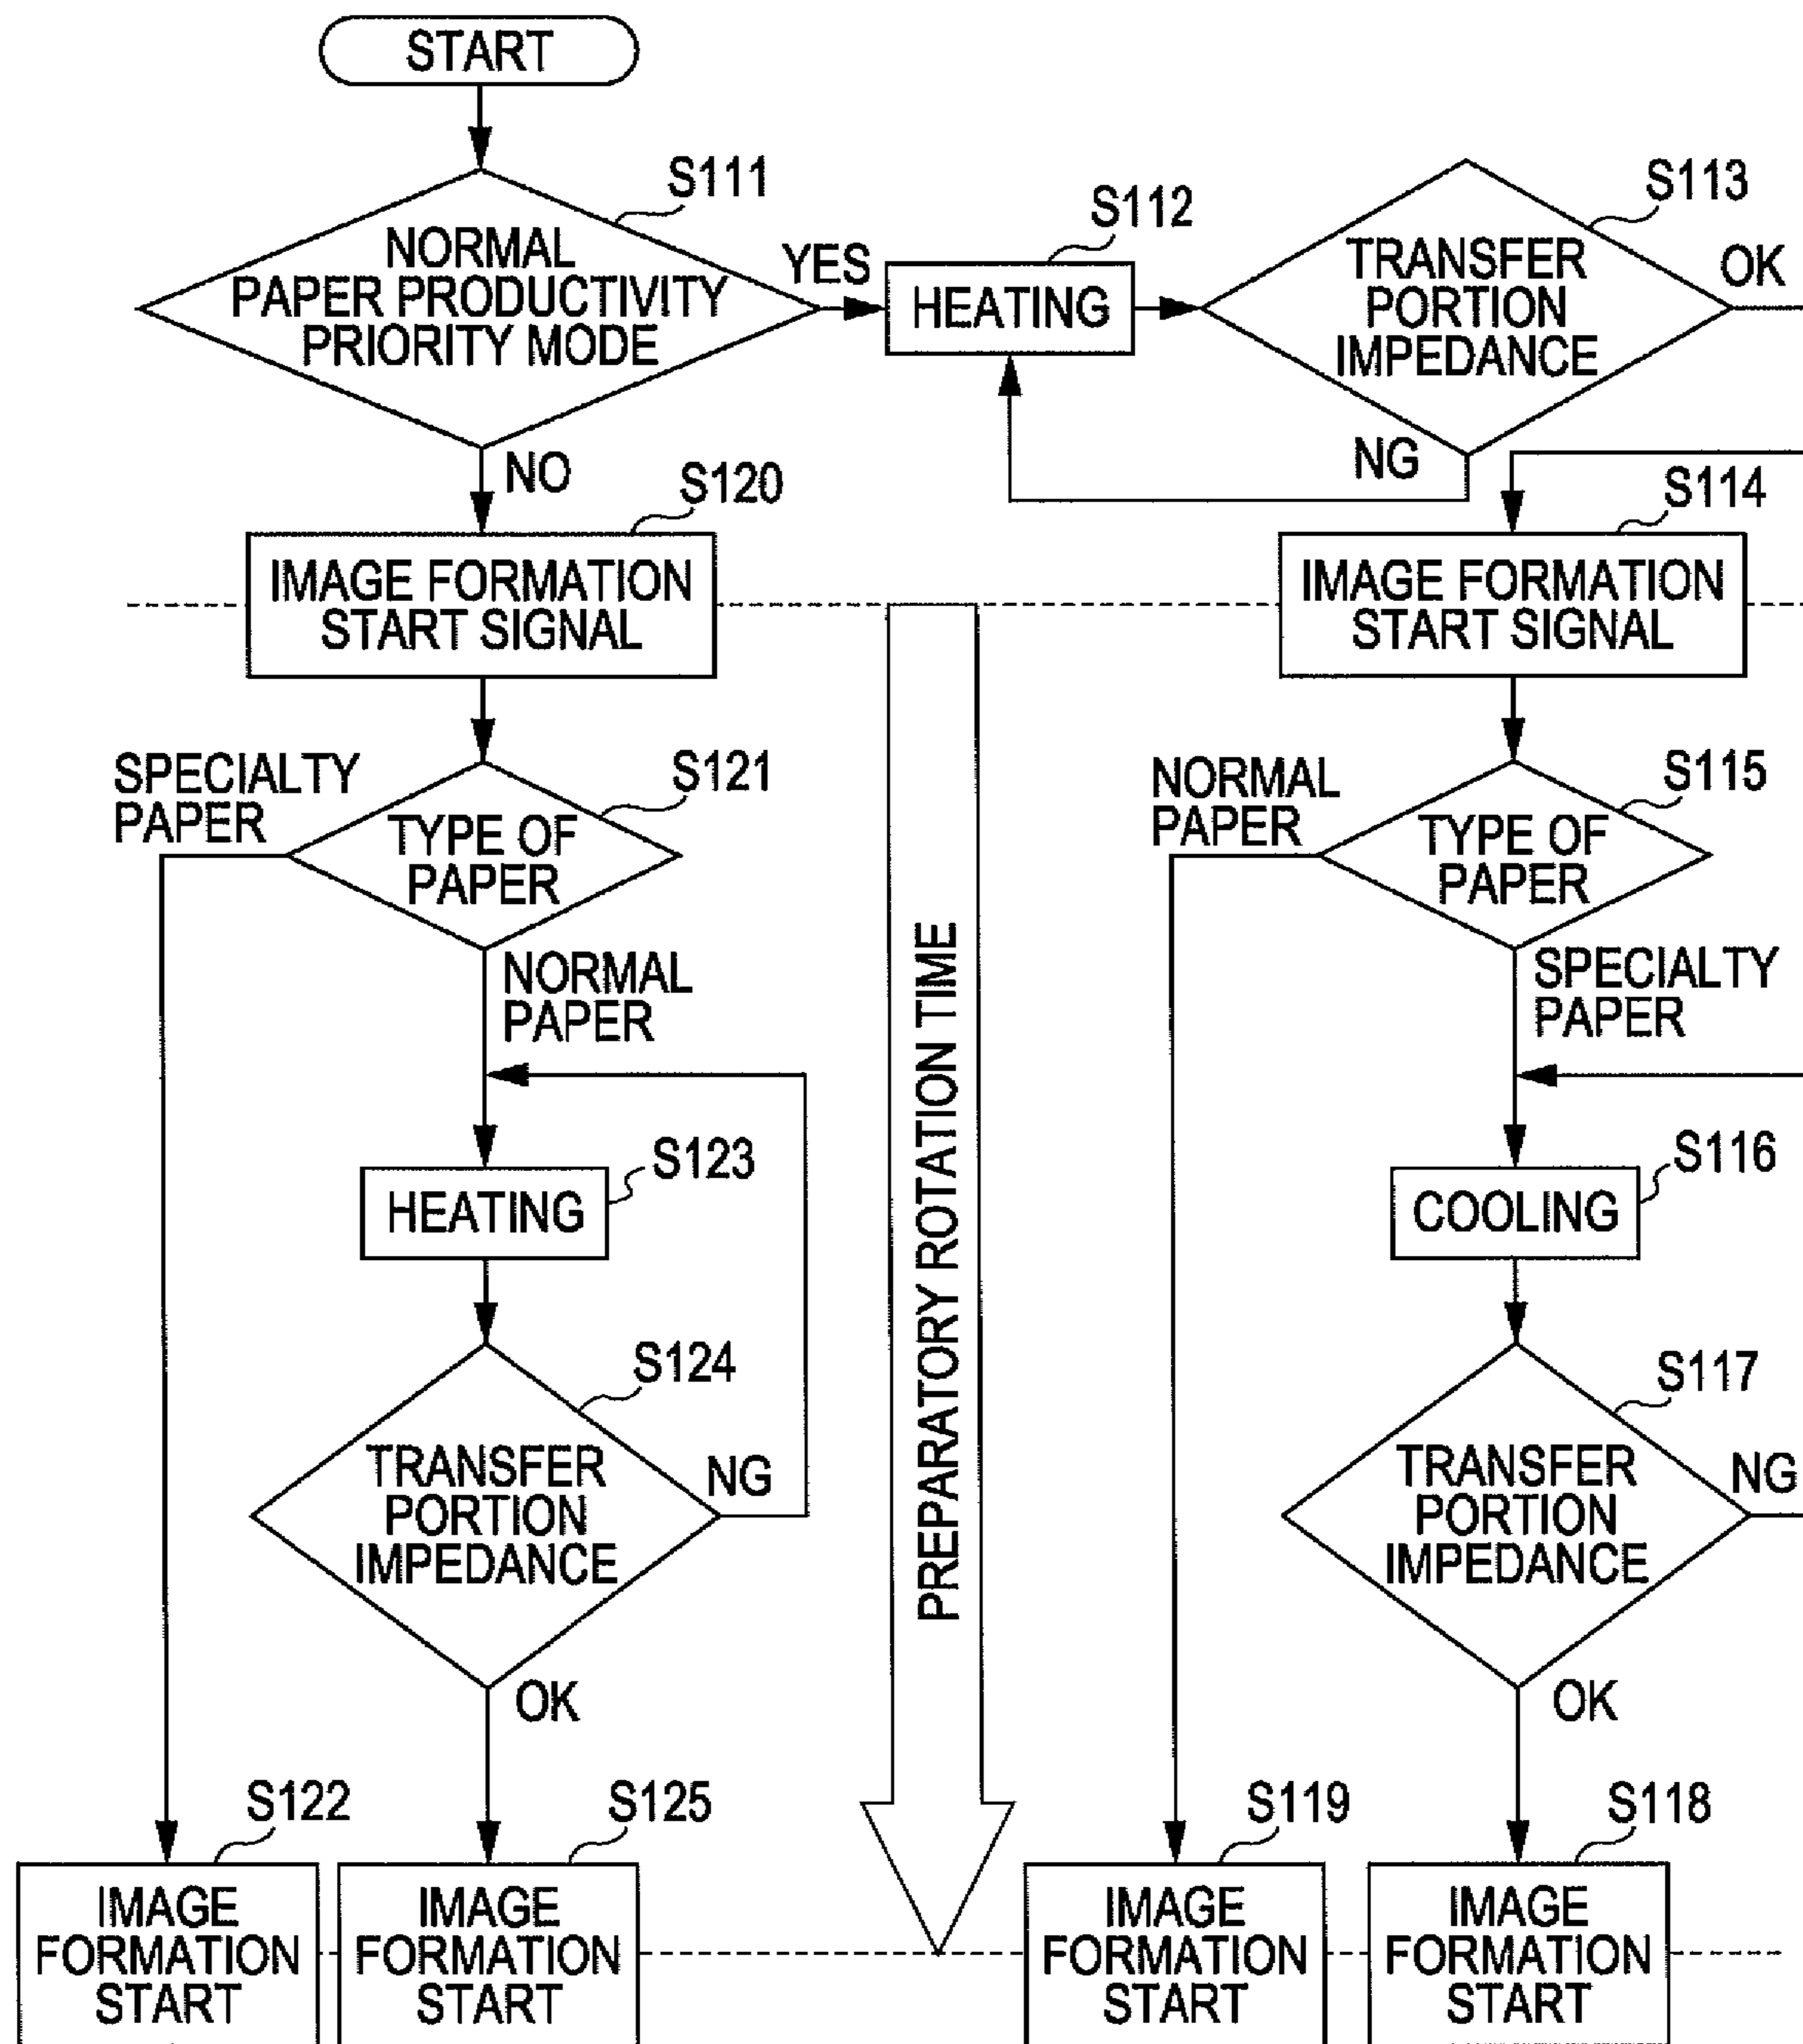 START
S111
NORMAL
PAPER PRODUCTIVITY
PRIORITY MODE
YES
NO
S112
HEATING
S113
TRANSFER
PORTION
IMPEDANCE
OK
NG
S120
IMAGE FORMATION
START SIGNAL
S114
IMAGE FORMATION
START SIGNAL
SPECIALTY
PAPER
S121
TYPE OF
PAPER
NORMAL
PAPER
NORMAL
PAPER
S115
TYPE OF
PAPER
SPECIALTY
PAPER
PREPARATORY ROTATION TIME
S123
HEATING
S116
COOLING
S124
TRANSFER
PORTION
IMPEDANCE
NG
OK
S117
TRANSFER
PORTION
IMPEDANCE
NG
OK
S122
IMAGE
FORMATION
START
S125
IMAGE
FORMATION
START
S119
IMAGE
FORMATION
START
S118
IMAGE
FORMATION
START